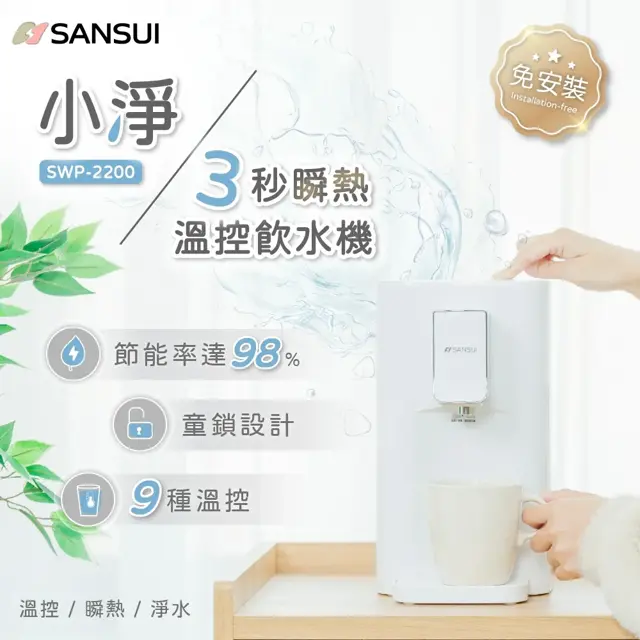 SANSUI
免安裝
Installation-free
小淨
SWP-2200
3秒瞬熱
溫控飲水機
SANSUI
節能率達98%
童鎖設計
9種溫控
溫控 / 瞬熱 / 淨水